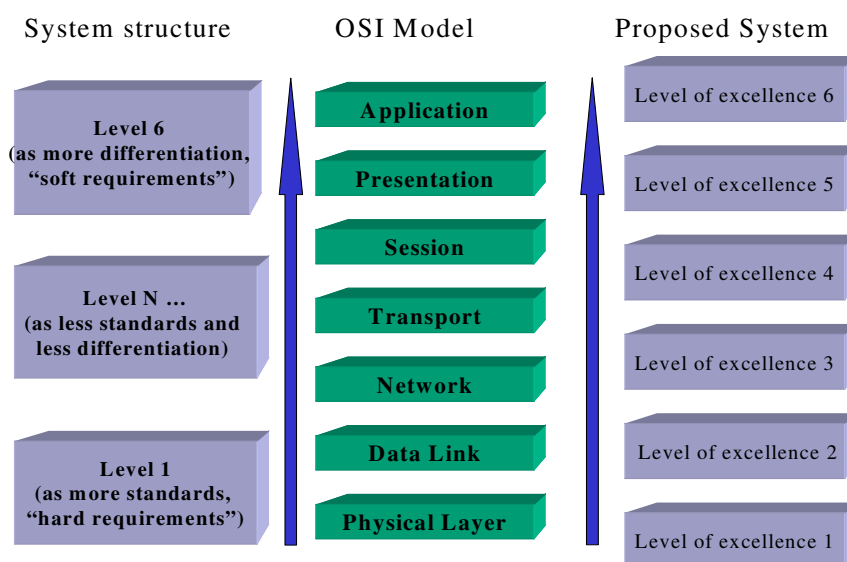 System structure
OSI Model
Proposed System
Level 6
(as more differentiation,
“soft requirements”)
Level N ...
(as less standards and
less differentiation)
Level 1
(as more standards,
“hard requirements”)
Application
Presentation
Session
Transport
Network
Data Link
Physical Layer
Level of excellence 6
Level of excellence 5
Level of excellence 4
Level of excellence 3
Level of excellence 2
Level of excellence 1